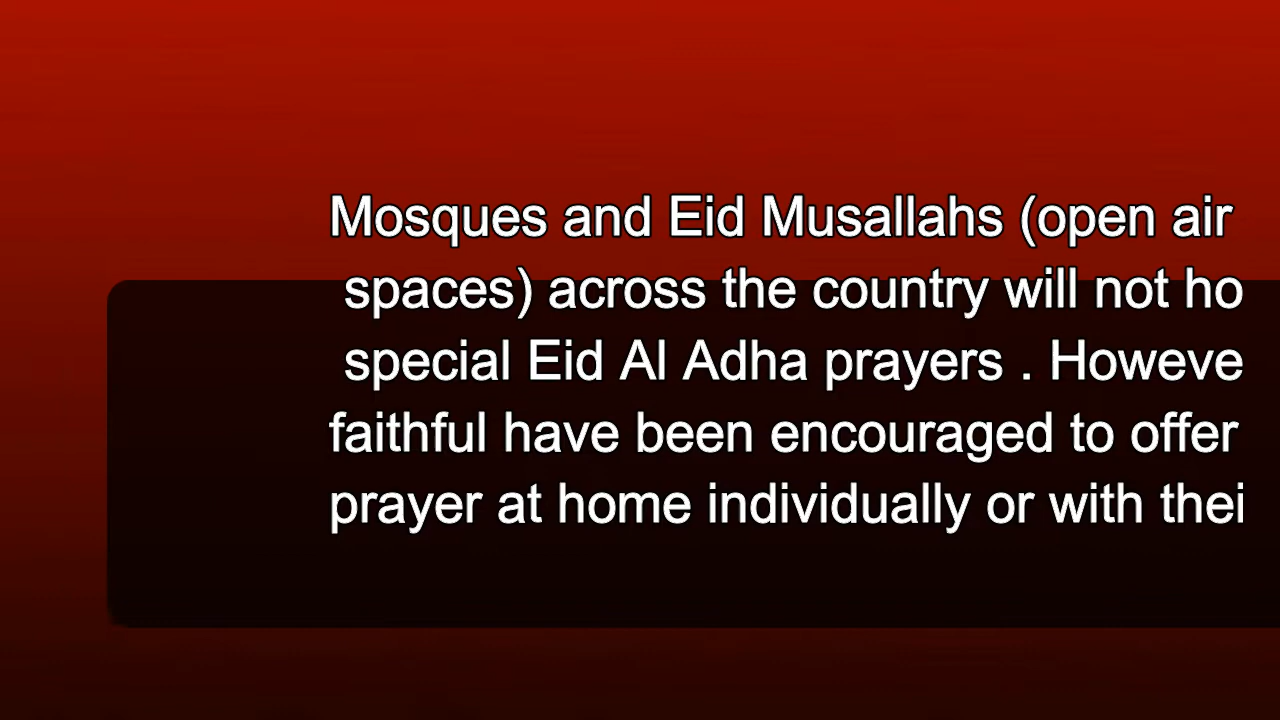 Mosques and Eid Musallahs (open air
spaces) across the country will not ho
special Eid Al Adha prayers . Howeve
faithful have been encouraged to offer
prayer at home individually or with thei